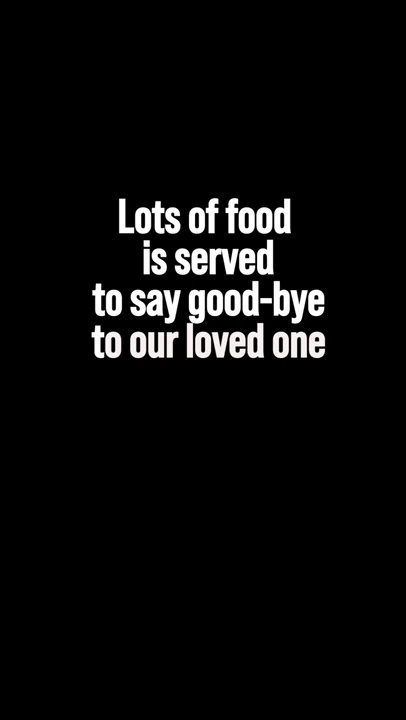 Lots of food
is served
to say good-bye
to our loved one